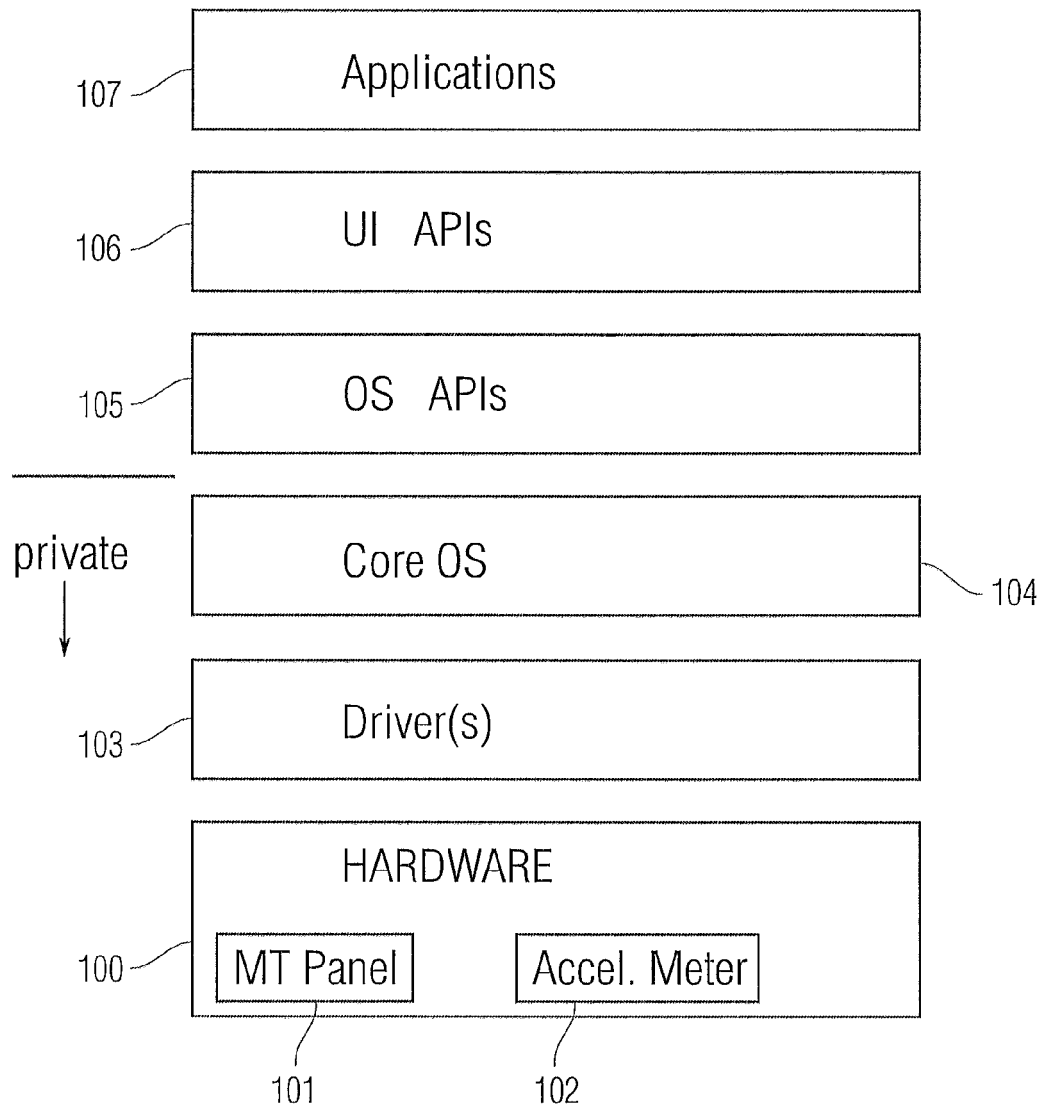 Applications
107
UI APIs
106
OS APIs
105
private
Core OS
104
Driver(s)
103
HARDWARE
100
MT Panel
Accel. Meter
101
102